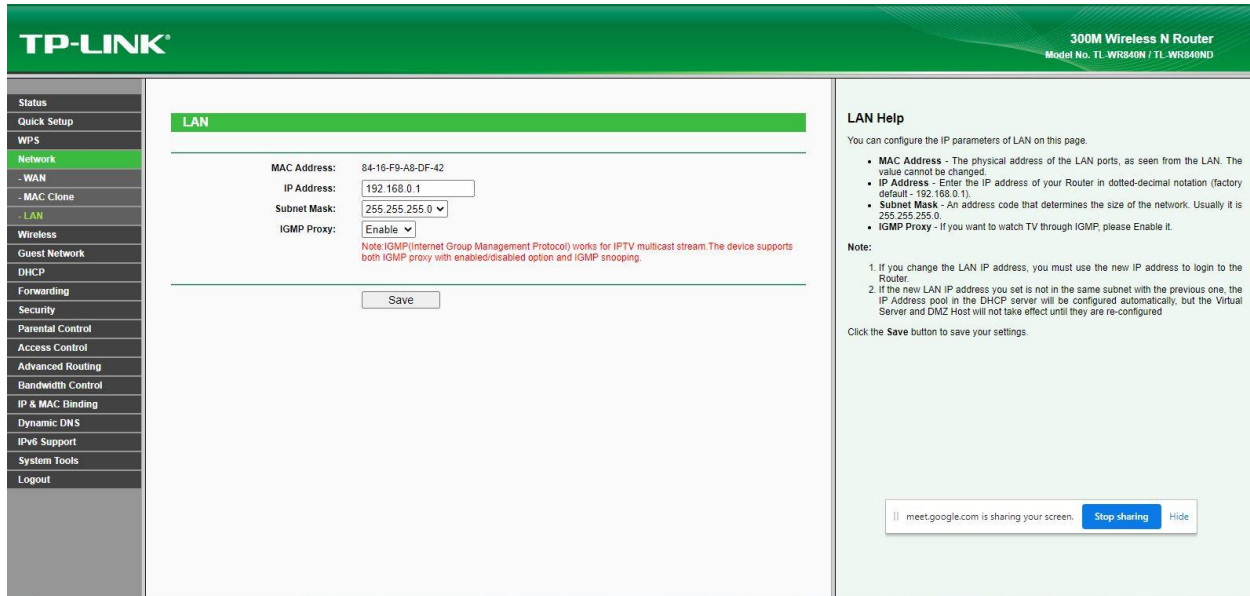 TP-LINK®
300M Wireless N Router
Model No. TL-WR840N / TL-WR840ND
Status
Quick Setup
WPS
Network
- WAN
- MAC Clone
- LAN
Wireless
Guest Network
DHCP
Forwarding
Security
Parental Control
Access Control
Advanced Routing
Bandwidth Control
IP & MAC Binding
Dynamic DNS
IPv6 Support
System Tools
Logout
LAN
MAC Address: 84-16-F9-A8-DF-42
IP Address: 192.168.0.1
Subnet Mask: 255.255.255.0
IGMP Proxy: Enable
Note:IGMP(Internet Group Management Protocol) works for IPTV multicast stream.The device supports
both IGMP proxy with enabled/disabled option and IGMP snooping.
Save
LAN Help
You can configure the IP parameters of LAN on this page.
• MAC Address - The physical address of the LAN ports, as seen from the LAN. The
value cannot be changed.
• IP Address - Enter the IP address of your Router in dotted-decimal notation (factory
default - 192.168.0.1).
• Subnet Mask - An address code that determines the size of the network. Usually it is
255.255.255.0.
• IGMP Proxy - If you want to watch TV through IGMP, please Enable it.
Note:
1. If you change the LAN IP address, you must use the new IP address to login to the
Router.
2. If the new LAN IP address you set is not in the same subnet with the previous one, the
IP Address pool in the DHCP server will be configured automatically, but the Virtual
Server and DMZ Host will not take effect until they are re-configured
Click the Save button to save your settings.
meet.google.com is sharing your screen. Stop sharing Hide